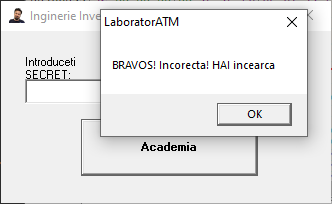 Inginerie Inve
LaboratorATM
BRAVOS! Incorecta! HAI incearca
OK
Introduceti
SECRET:
Academia